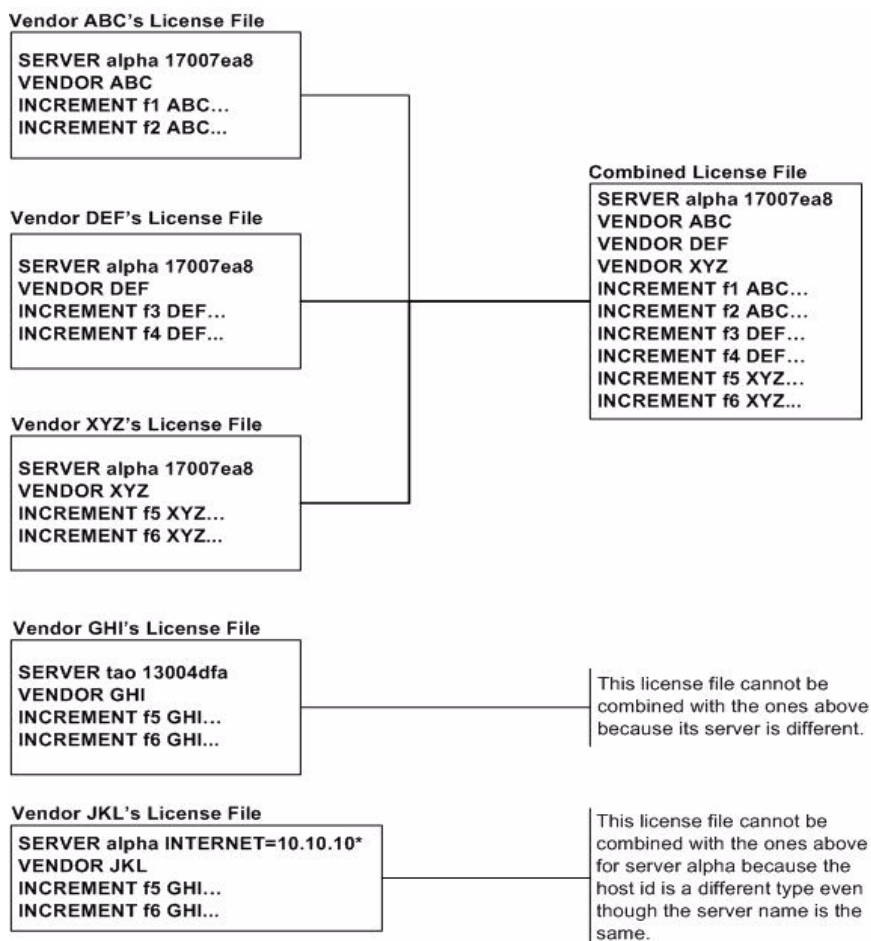 Vendor ABC's License File
SERVER alpha 17007ea8
VENDOR ABC
INCREMENT f1 ABC...
INCREMENT f2 ABC...
Vendor DEF's License File
SERVER alpha 17007ea8
VENDOR DEF
INCREMENT f3 DEF...
INCREMENT f4 DEF...
Vendor XYZ's License File
SERVER alpha 17007ea8
VENDOR XYZ
INCREMENT f5 XYZ...
INCREMENT f6 XYZ...
Combined License File
SERVER alpha 17007ea8
VENDOR ABC
VENDOR DEF
VENDOR XYZ
INCREMENT f1 ABC...
INCREMENT f2 ABC...
INCREMENT f3 DEF...
INCREMENT f4 DEF...
INCREMENT f5 XYZ...
INCREMENT f6 XYZ...
Vendor GHI's License File
SERVER tao 13004dfa
VENDOR GHI
INCREMENT f5 GHI...
INCREMENT f6 GHI...
This license file cannot be
combined with the ones above
because its server is different.
Vendor JKL's License File
SERVER alpha INTERNET=10.10.10*
VENDOR JKL
INCREMENT f5 GHI...
INCREMENT f6 GHI...
This license file cannot be
combined with the ones above
for server alpha because the
host id is a different type even
though the server name is the
same.